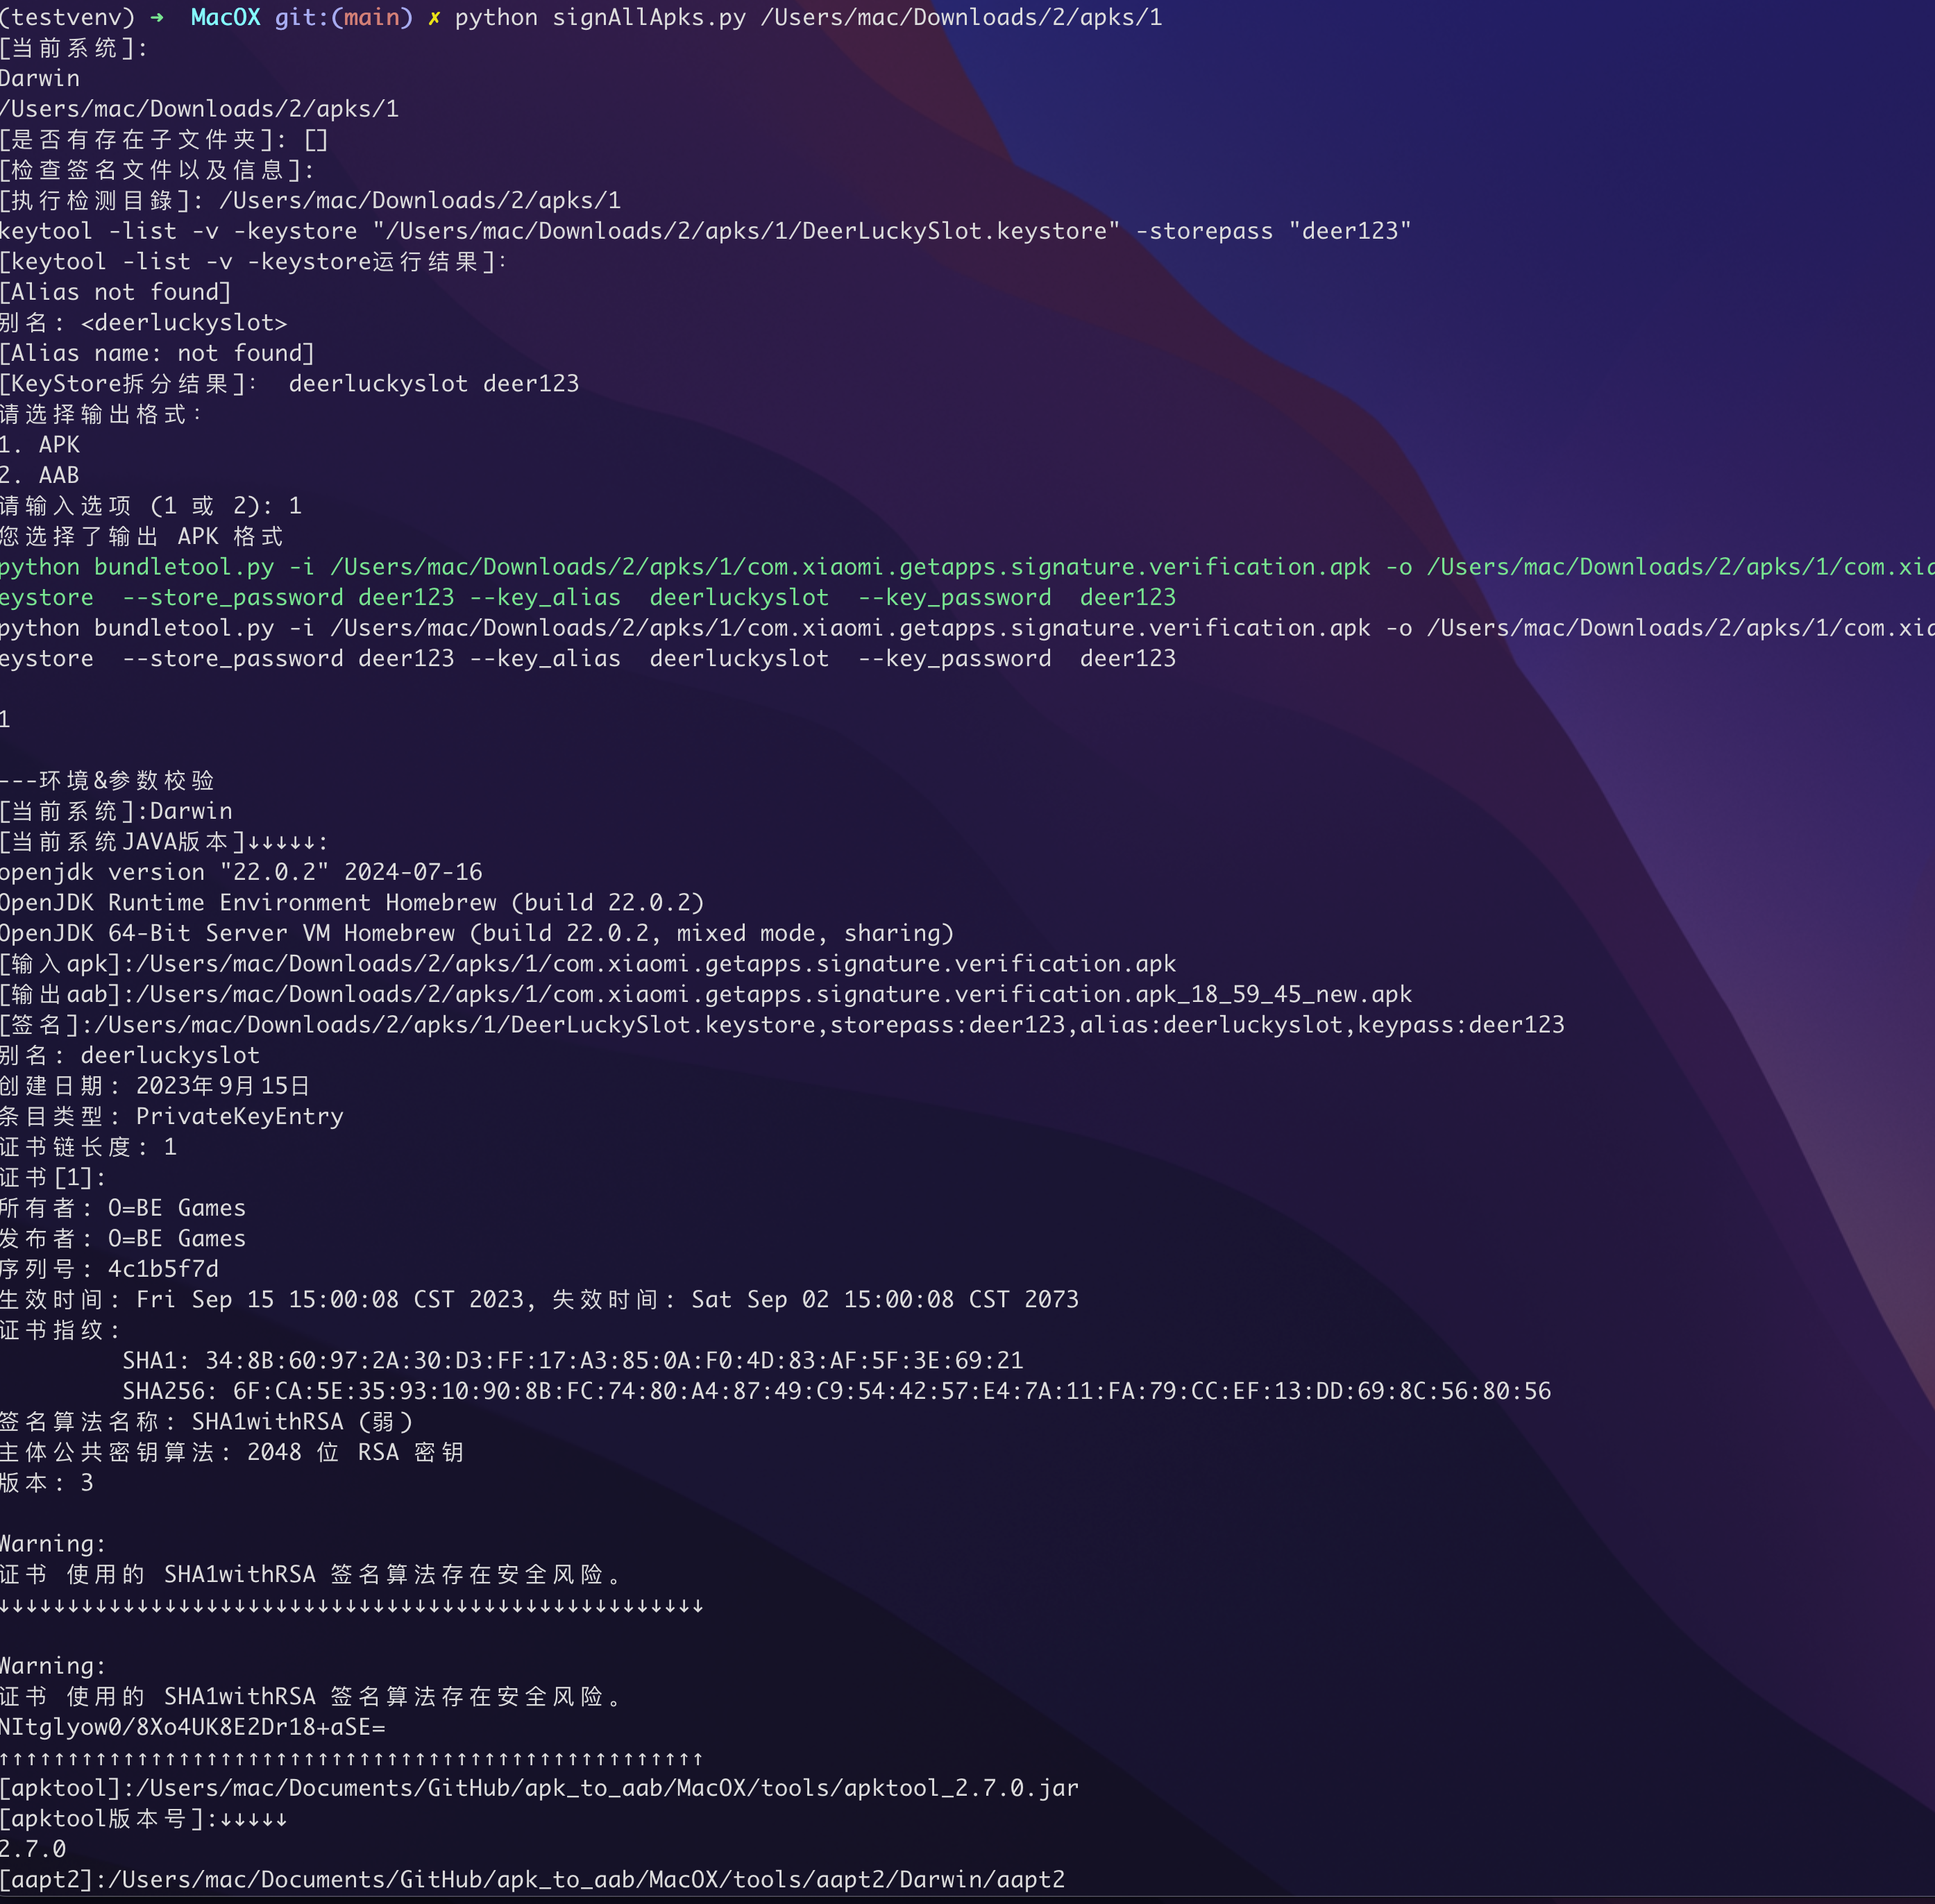 (testvenv) ➜  MacOX git:(main) ✗ python signAllApks.py /Users/mac/Downloads/2/apks/1
[当前系统]:
Darwin
/Users/mac/Downloads/2/apks/1
[是否有存在子文件夹]: []
[检查签名文件以及信息]:
[执行检测目錄]: /Users/mac/Downloads/2/apks/1
keytool -list -v -keystore "/Users/mac/Downloads/2/apks/1/DeerLuckySlot.keystore" -storepass "deer123"
[keytool -list -v -keystore运行结果]:
[Alias not found]
别名: <deerluckyslot>
[Alias name: not found]
[KeyStore拆分结果]:  deerluckyslot deer123
请选择输出格式:
1. APK
2. AAB
请输入选项 (1 或 2): 1
您选择了输出 APK 格式
python bundletool.py -i /Users/mac/Downloads/2/apks/1/com.xiaomi.getapps.signature.verification.apk -o /Users/mac/Downloads/2/apks/1/com.xia
eystore  --store_password deer123 --key_alias  deerluckyslot  --key_password  deer123
python bundletool.py -i /Users/mac/Downloads/2/apks/1/com.xiaomi.getapps.signature.verification.apk -o /Users/mac/Downloads/2/apks/1/com.xia
eystore  --store_password deer123 --key_alias  deerluckyslot  --key_password  deer123
1
---环境&参数校验
[当前系统]:Darwin
[当前系统JAVA版本]↓↓↓↓↓:
openjdk version "22.0.2" 2024-07-16
OpenJDK Runtime Environment Homebrew (build 22.0.2)
OpenJDK 64-Bit Server VM Homebrew (build 22.0.2, mixed mode, sharing)
[输入apk]:/Users/mac/Downloads/2/apks/1/com.xiaomi.getapps.signature.verification.apk
[输出aab]:/Users/mac/Downloads/2/apks/1/com.xiaomi.getapps.signature.verification.apk_18_59_45_new.apk
[签名]:/Users/mac/Downloads/2/apks/1/DeerLuckySlot.keystore,storepass:deer123,alias:deerluckyslot,keypass:deer123
别名: deerluckyslot
创建日期: 2023年9月15日
条目类型: PrivateKeyEntry
证书链长度: 1
证书[1]:
所有者: O=BE Games
发布者: O=BE Games
序列号: 4c1b5f7d
生效时间: Fri Sep 15 15:00:08 CST 2023, 失效时间: Sat Sep 02 15:00:08 CST 2073
证书指纹:
SHA1: 34:8B:60:97:2A:30:D3:FF:17:A3:85:0A:F0:4D:83:AF:5F:3E:69:21
SHA256: 6F:CA:5E:35:93:10:90:8B:FC:74:80:A4:87:49:C9:54:42:57:E4:7A:11:FA:79:CC:EF:13:DD:69:8C:56:80:56
签名算法名称: SHA1withRSA (弱)
主体公共密钥算法: 2048 位 RSA 密钥
版本: 3
Warning:
证书 使用的 SHA1withRSA 签名算法存在安全风险。
↓↓↓↓↓↓↓↓↓↓↓↓↓↓↓↓↓↓↓↓↓↓↓↓↓↓↓↓↓↓↓↓↓↓↓↓↓↓↓↓↓↓↓↓↓↓↓↓↓↓↓
Warning:
证书 使用的 SHA1withRSA 签名算法存在安全风险。
NItglyow0/8Xo4UK8E2Dr18+aSE=
↑↑↑↑↑↑↑↑↑↑↑↑↑↑↑↑↑↑↑↑↑↑↑↑↑↑↑↑↑↑↑↑↑↑↑↑↑↑↑↑↑↑↑↑↑↑↑↑↑↑↑
[apktool]:/Users/mac/Documents/GitHub/apk_to_aab/MacOX/tools/apktool_2.7.0.jar
[apktool版本号]:↓↓↓↓↓
2.7.0
[aapt2]:/Users/mac/Documents/GitHub/apk_to_aab/MacOX/tools/aapt2/Darwin/aapt2